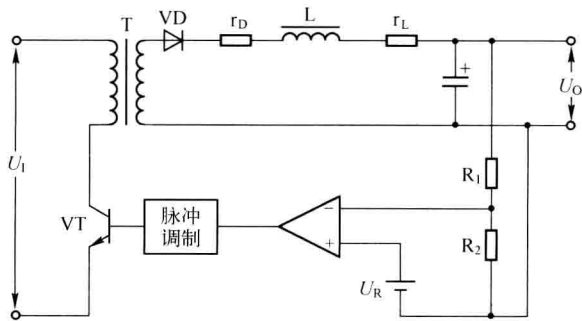 T
VD
r_D
L
r_L
+
U_O
U_I
R_1
VT
脉冲
调制
−
+
R_2
U_R